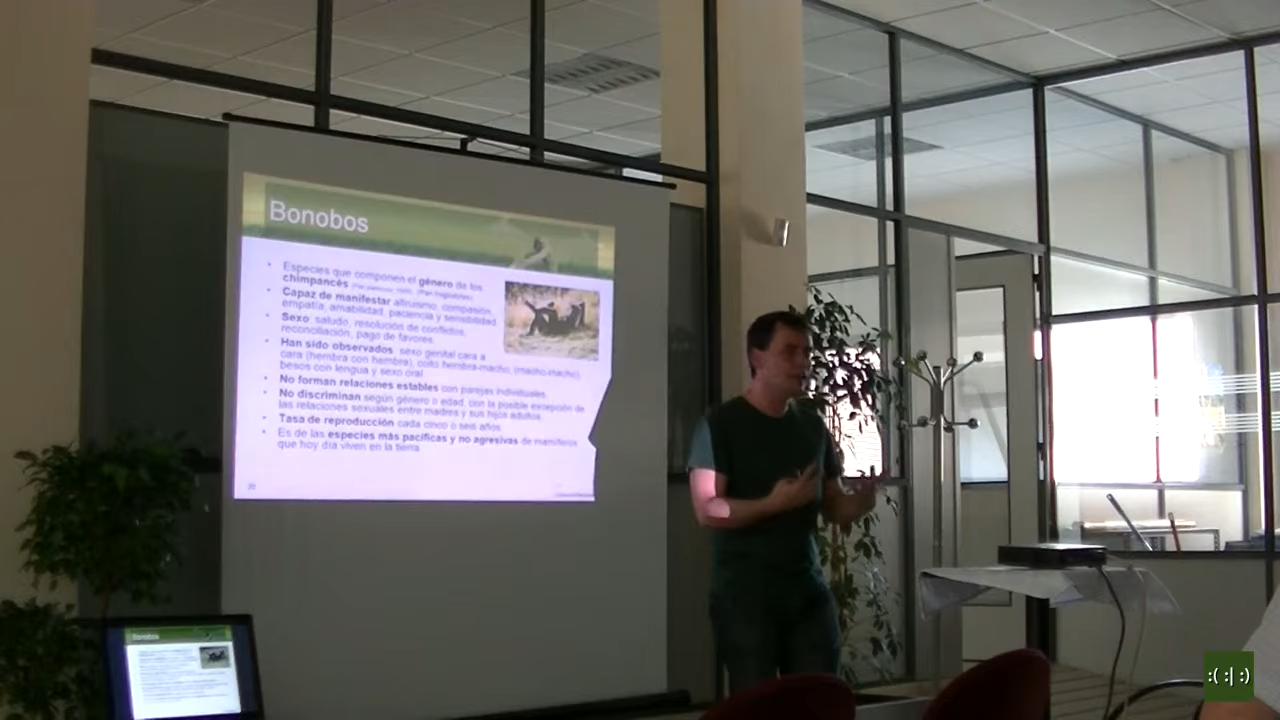 Bonobos
• Especies que componen el género de los
chimpancés (Pan paniscus, (Pan troglodytes)
• Capaz de manifestar altruismo, compasión,
empatía, amabilidad, paciencia y sensibilidad.
• Sexo: saludo, resolución de conflictos,
reconciliación, pago de favores.
• Han sido observados: sexo genital cara a
cara (hembra con hembra), coito hembra-macho, (macho-macho),
besos con lengua y sexo oral.
• No forman relaciones estables con parejas individuales.
• No discriminan según género o edad, con la posible excepción de
las relaciones sexuales entre madres y sus hijos adultos.
• Tasa de reproducción cada cinco o seis años.
• Es de las especies más pacíficas y no agresivas de mamíferos
que hoy día viven en la tierra.
Bonobos
:( :| :)